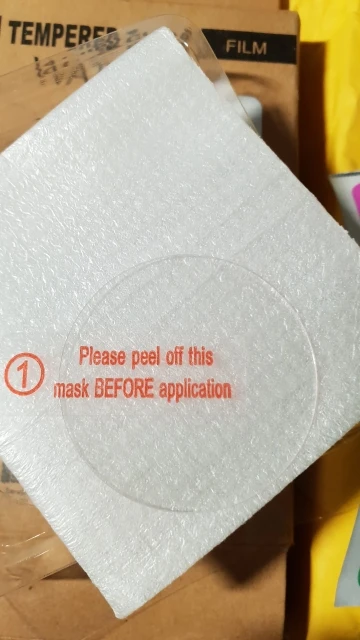 TEMPERED
FILM
① Please peel off this
mask BEFORE application